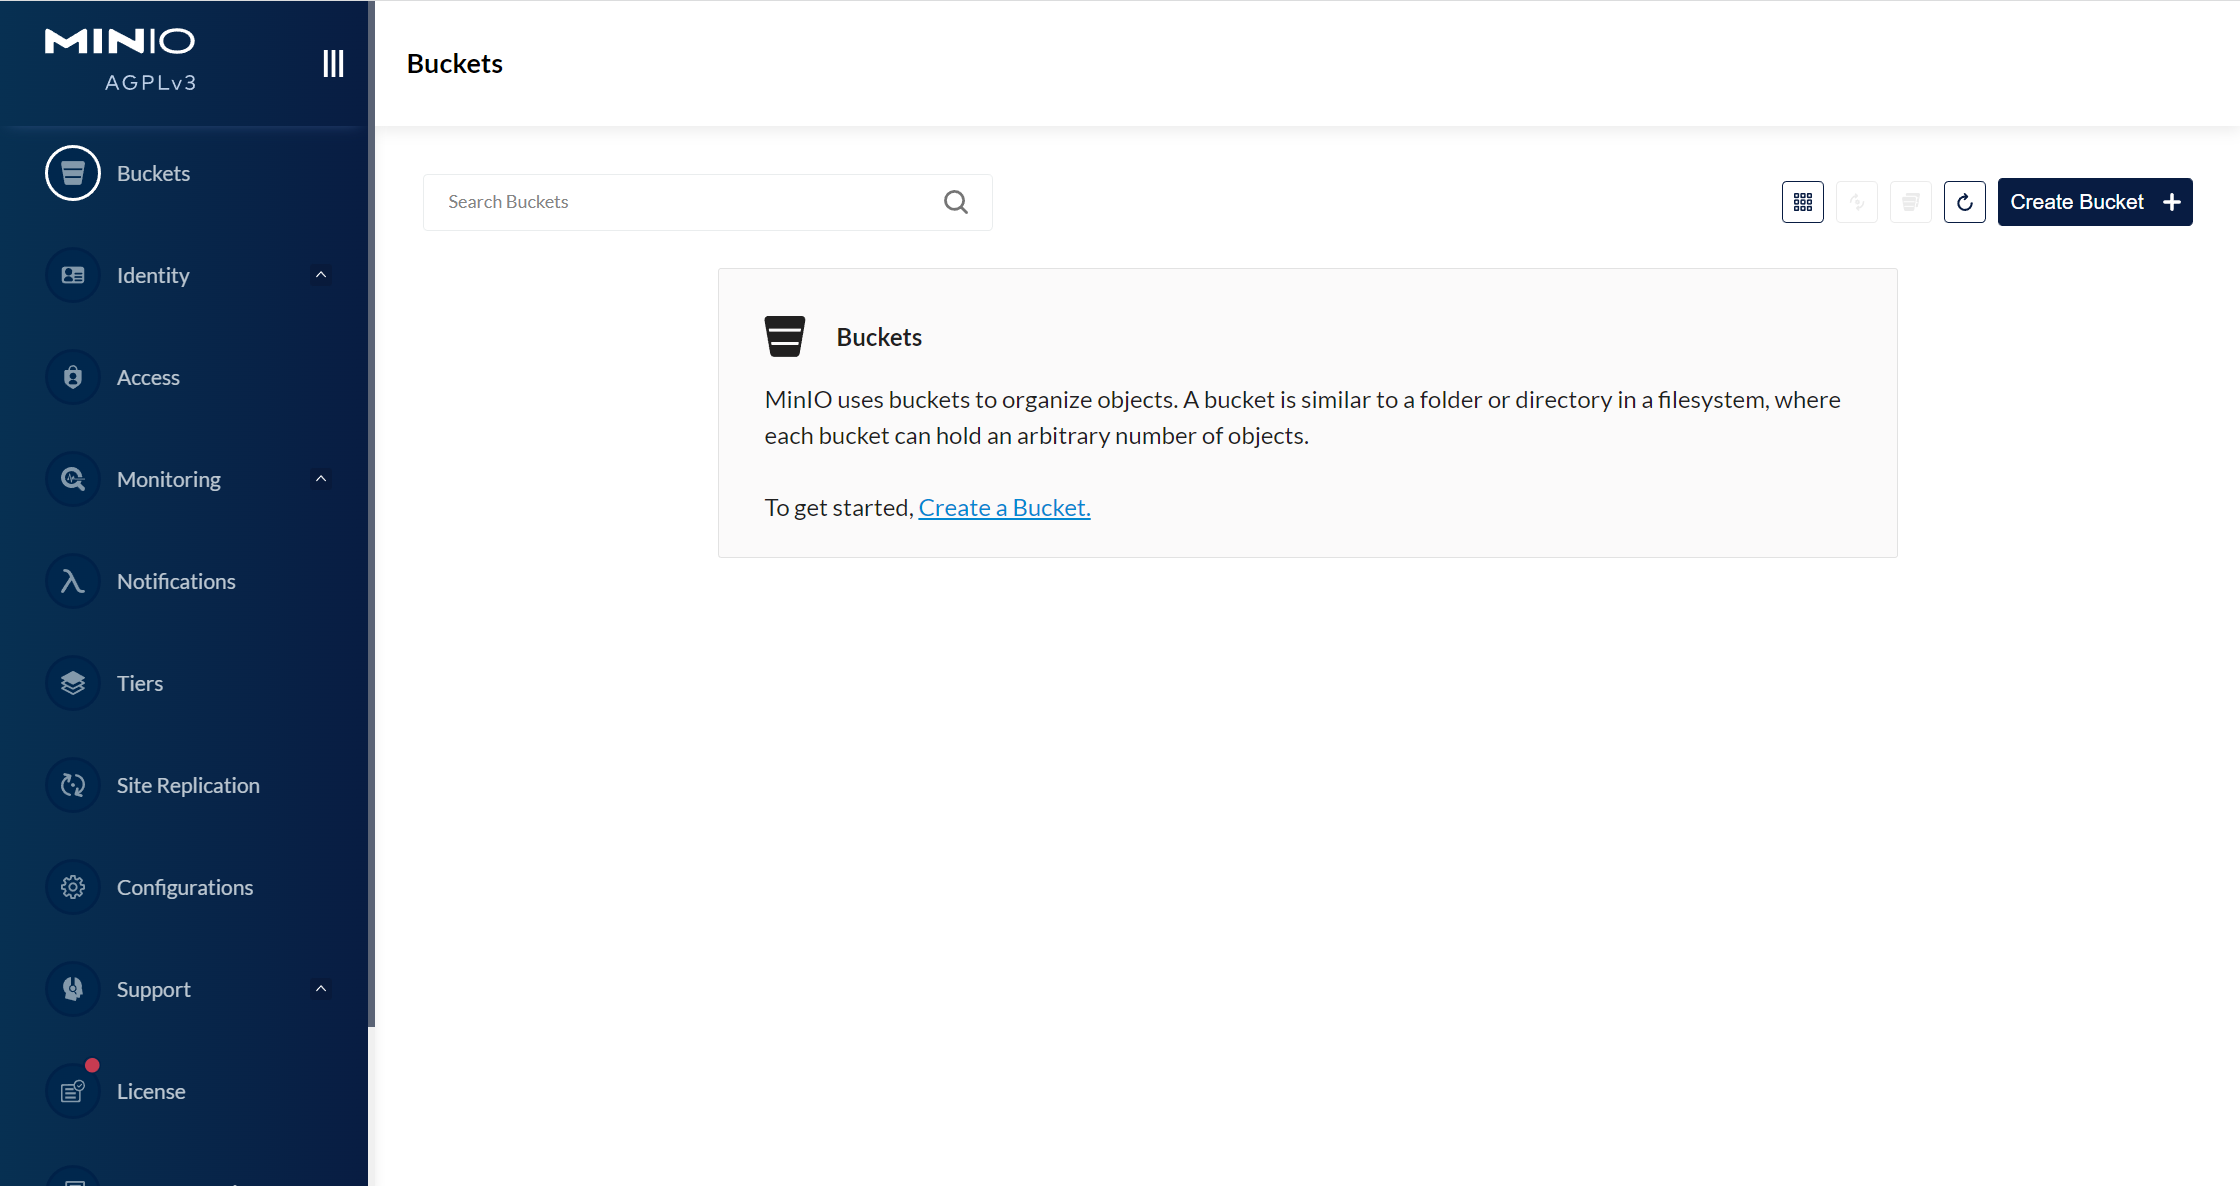 MINIO
AGPLv3
Buckets
Identity
Access
Monitoring
Notifications
Tiers
Site Replication
Configurations
Support
License
Buckets
Search Buckets
Create Bucket +
Buckets
MinIO uses buckets to organize objects. A bucket is similar to a folder or directory in a filesystem, where
each bucket can hold an arbitrary number of objects.
To get started, Create a Bucket.